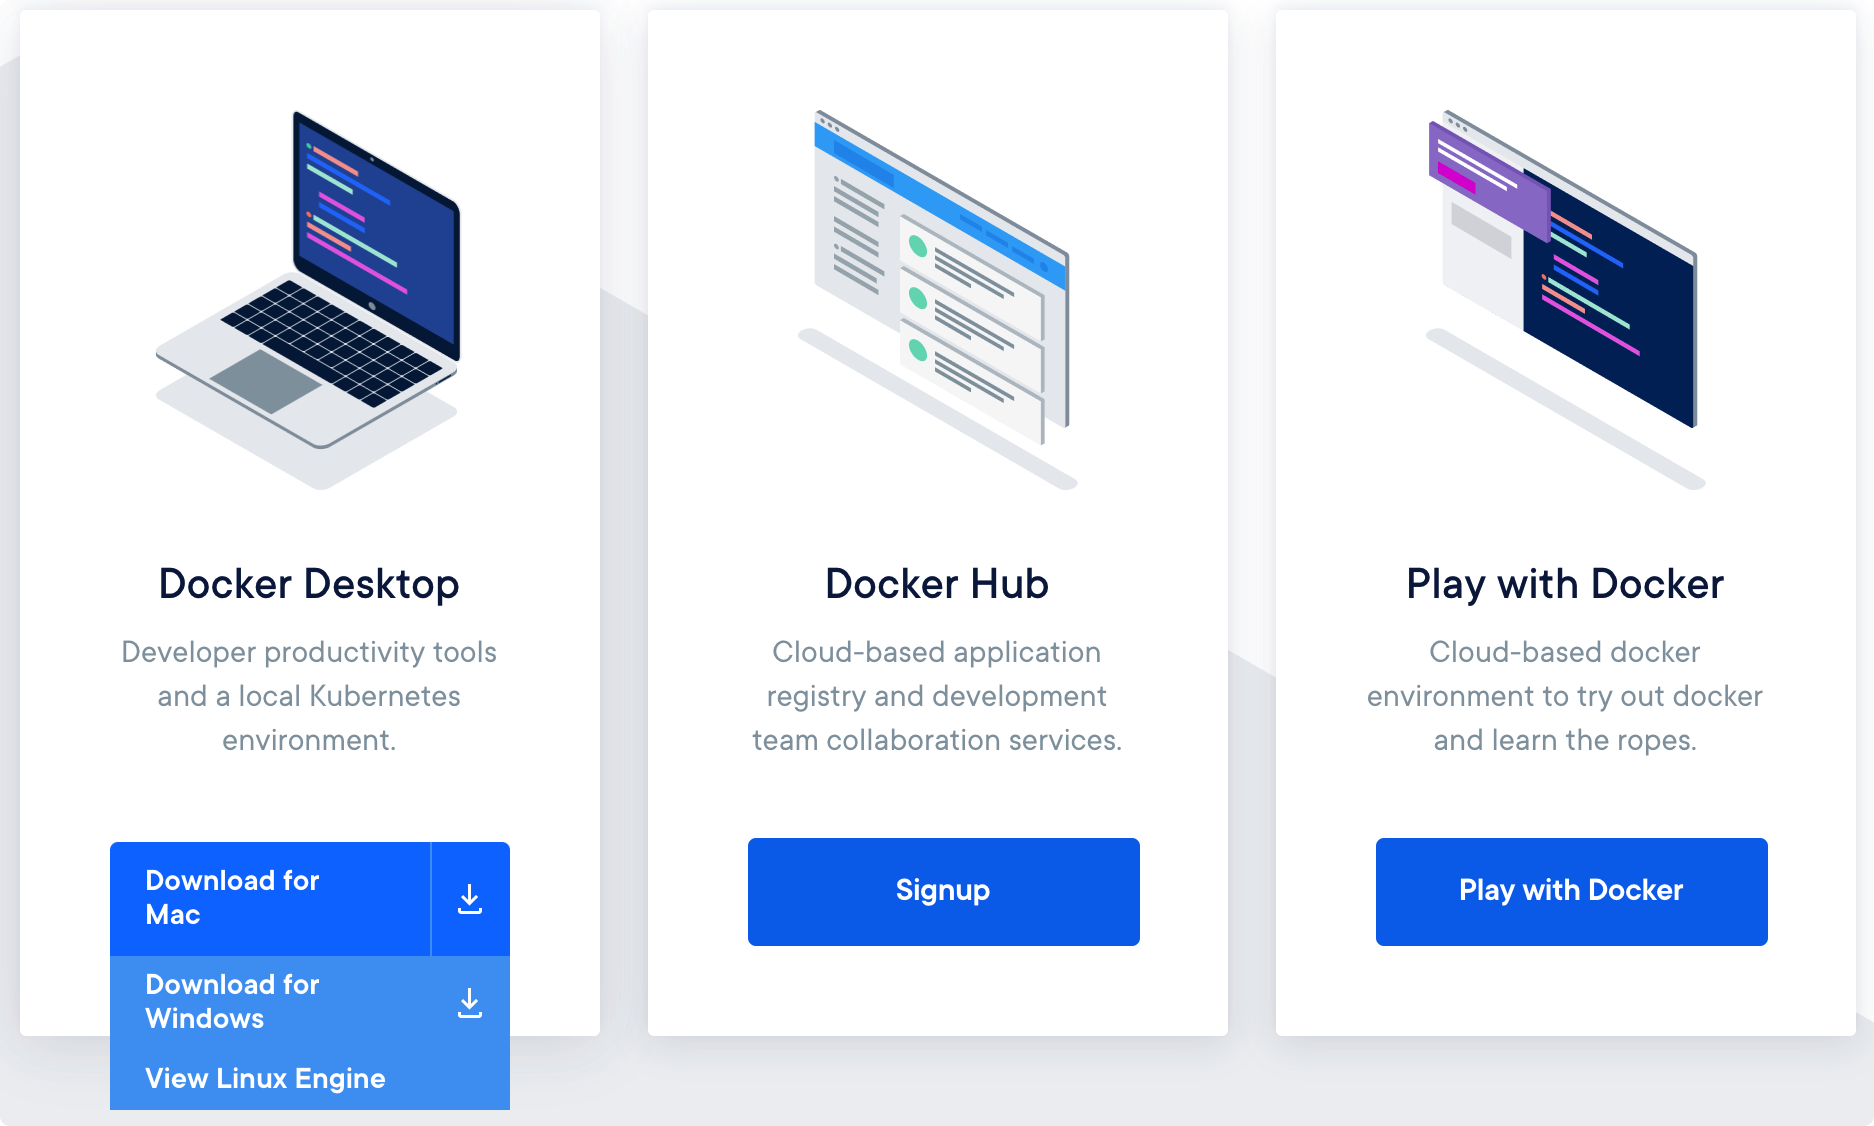 Docker Desktop
Developer productivity tools
and a local Kubernetes
environment.
Download for
Mac
Download for
Windows
View Linux Engine
Docker Hub
Cloud-based application
registry and development
team collaboration services.
Signup
Play with Docker
Cloud-based docker
environment to try out docker
and learn the ropes.
Play with Docker